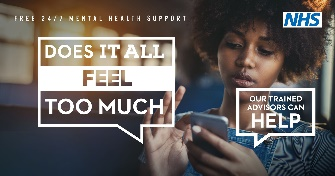 FREE 24/7 MENTAL HEALTH SUPPORT
NHS
DOES IT ALL
FEEL
TOO MUCH
OUR TRAINED
ADVISORS CAN
HELP